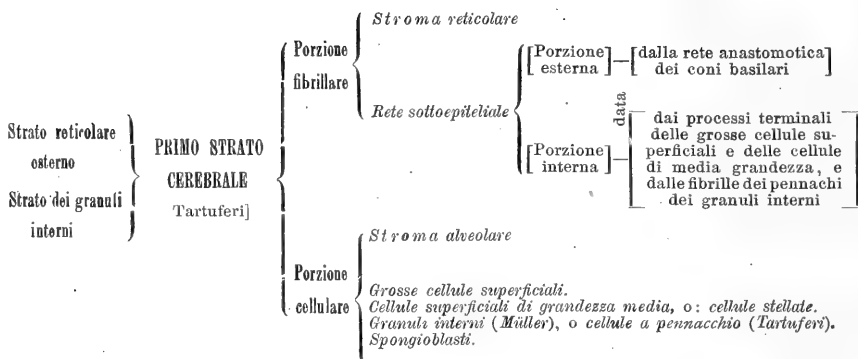 Strato reticolare
esterno
Strato dei granuli
interni
PRIMO STRATO
CEREBRALE
Tartuferi]
Porzione
fibrillare
Stroma reticolare
Rete sottoepiteliale
[Porzione
esterna]
—[dalla rete anastomotica
dei coni basilari]
data
[Porzione
interna]
—[dai processi terminali
delle grosse cellule su-
perficiali e delle cellule
di media grandezza, e
dalle fibrille dei pennachi
dei granuli interni]
Porzione
cellulare
Stroma alveolare
Grosse cellule superficiali.
Cellule superficiali di grandezza media, o: cellule stellate.
Granuli interni (Müller), o cellule a pennacchio (Tartuferi).
Spongioblasti.